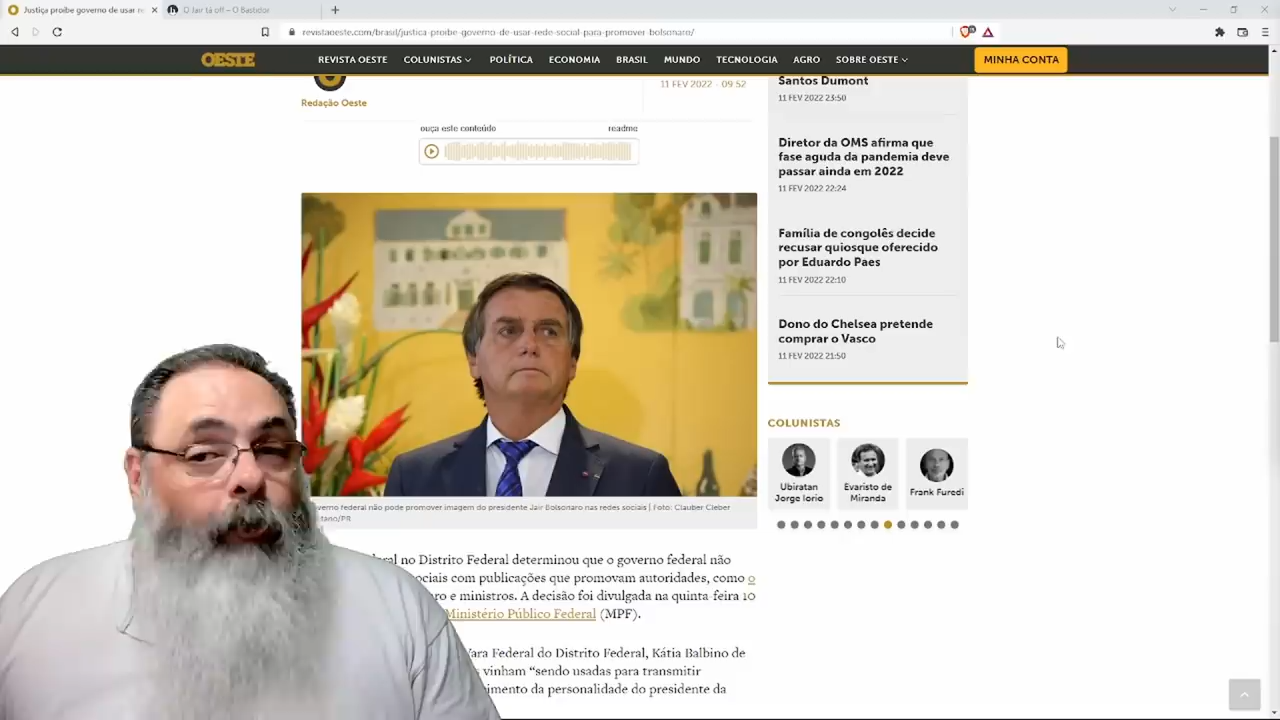 Justiça proíbe governo de usar re
O Jair tá off – O Bastidor
revistaoeste.com/brasil/justica-proibe-governo-de-usar-rede-social-para-promover-bolsonaro/
OESTE
REVISTA OESTE COLUNISTAS POLÍTICA ECONOMIA BRASIL MUNDO TECNOLOGIA AGRO SOBRE OESTE MINHA CONTA
Redação Oeste
11 FEV 2022 - 09:52
ouça este conteúdo readme
overno federal não pode promover imagem do presidente Jair Bolsonaro nas redes sociais | Foto: Clauber Cleber
itano/PR
eral no Distrito Federal determinou que o governo federal não
ociais com publicações que promovam autoridades, como o
ro e ministros. A decisão foi divulgada na quinta-feira 10
Ministério Público Federal (MPF).
Vara Federal do Distrito Federal, Kátia Balbino de
vinham “sendo usadas para transmitir
imento da personalidade do presidente da
Santos Dumont
11 FEV 2022 23:50
Diretor da OMS afirma que
fase aguda da pandemia deve
passar ainda em 2022
11 FEV 2022 22:24
Família de congolês decide
recusar quiosque oferecido
por Eduardo Paes
11 FEV 2022 22:10
Dono do Chelsea pretende
comprar o Vasco
11 FEV 2022 21:50
COLUNISTAS
Ubiratan
Jorge Iorio
Evaristo de
Miranda
Frank Furedi